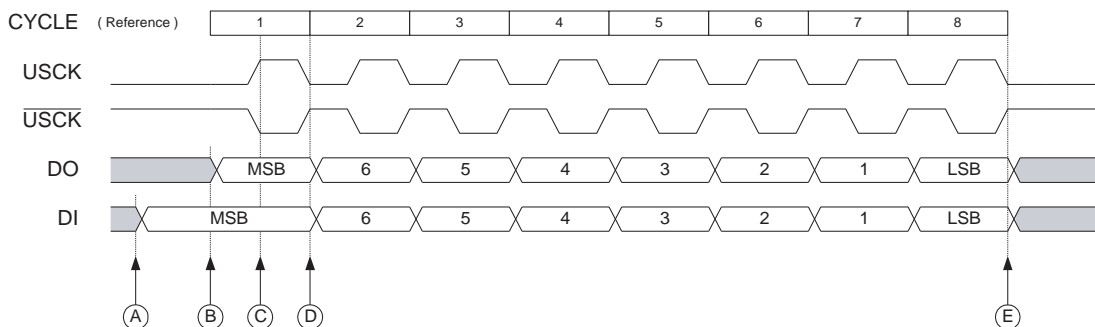 CYCLE ( Reference ) 1 2 3 4 5 6 7 8
USCK
USCK
DO MSB 6 5 4 3 2 1 LSB
DI MSB 6 5 4 3 2 1 LSB
A B C D E